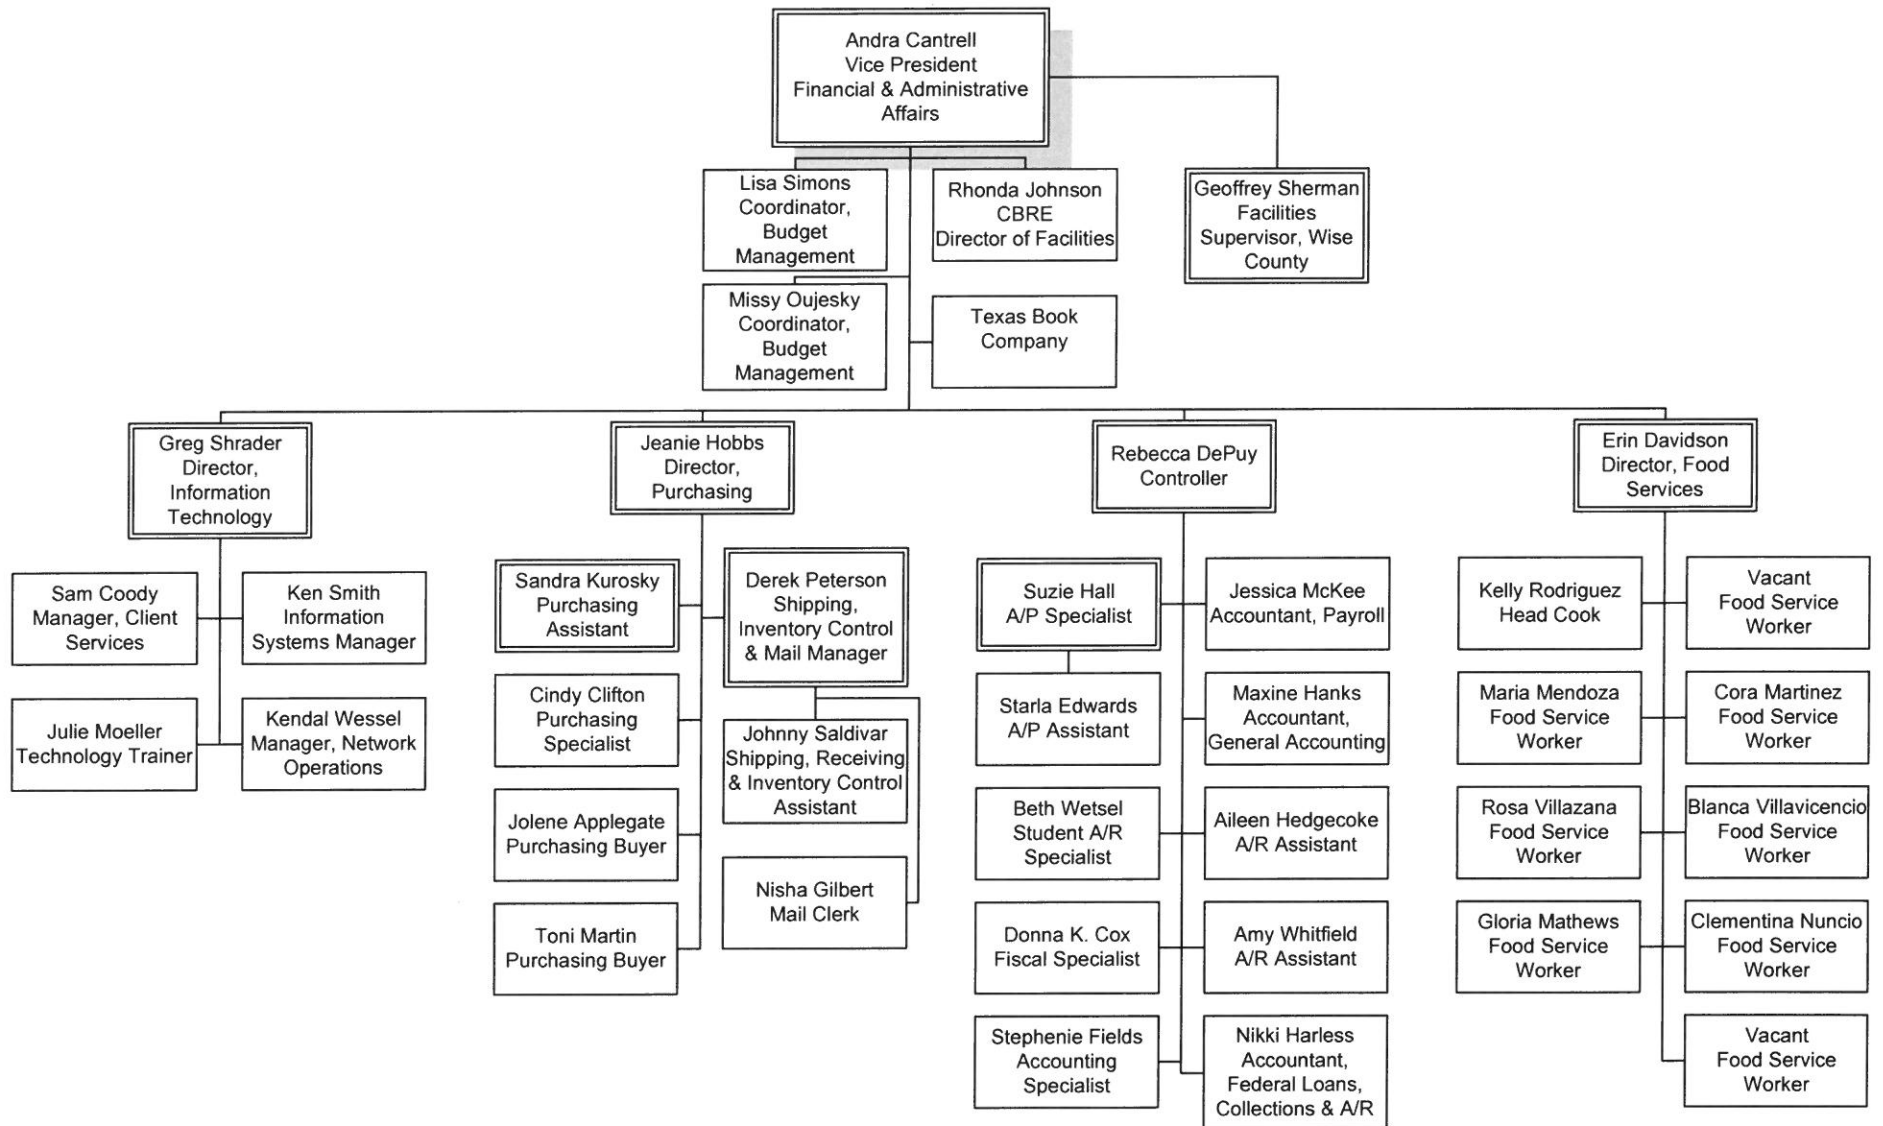 Andra Cantrell
Vice President
Financial & Administrative
Affairs
Lisa Simons
Coordinator,
Budget
Management
Rhonda Johnson
CBRE
Director of Facilities
Geoffrey Sherman
Facilities
Supervisor, Wise
County
Missy Oujesky
Coordinator,
Budget
Management
Texas Book
Company
Greg Shrader
Director,
Information
Technology
Jeanie Hobbs
Director,
Purchasing
Rebecca DePuy
Controller
Erin Davidson
Director, Food
Services
Sam Coody
Manager, Client
Services
Ken Smith
Information
Systems Manager
Julie Moeller
Technology Trainer
Kendal Wessel
Manager, Network
Operations
Sandra Kurosky
Purchasing
Assistant
Derek Peterson
Shipping,
Inventory Control
& Mail Manager
Cindy Clifton
Purchasing
Specialist
Johnny Saldivar
Shipping, Receiving
& Inventory Control
Assistant
Jolene Applegate
Purchasing Buyer
Nisha Gilbert
Mail Clerk
Toni Martin
Purchasing Buyer
Suzie Hall
A/P Specialist
Jessica McKee
Accountant, Payroll
Starla Edwards
A/P Assistant
Maxine Hanks
Accountant,
General Accounting
Beth Wetsel
Student A/R
Specialist
Aileen Hedgecoke
A/R Assistant
Donna K. Cox
Fiscal Specialist
Amy Whitfield
A/R Assistant
Stephenie Fields
Accounting
Specialist
Nikki Harless
Accountant,
Federal Loans,
Collections & A/R
Kelly Rodriguez
Head Cook
Vacant
Food Service
Worker
Maria Mendoza
Food Service
Worker
Cora Martinez
Food Service
Worker
Rosa Villazana
Food Service
Worker
Blanca Villavicencio
Food Service
Worker
Gloria Mathews
Food Service
Worker
Clementina Nuncio
Food Service
Worker
Vacant
Food Service
Worker